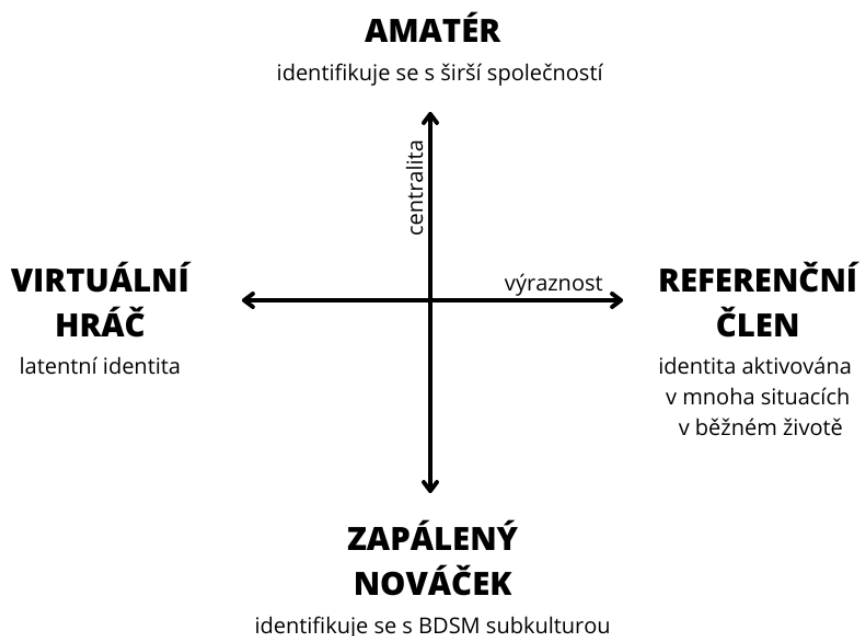 AMATÉR
identifikuje se s širší společností
centralita
VIRTUÁLNÍ
HRÁČ
latentní identita
výraznost
REFERENČNÍ
ČLEN
identita aktivována
v mnoha situacích
v běžném životě
ZAPÁLENÝ
NOVÁČEK
identifikuje se s BDSM subkulturou